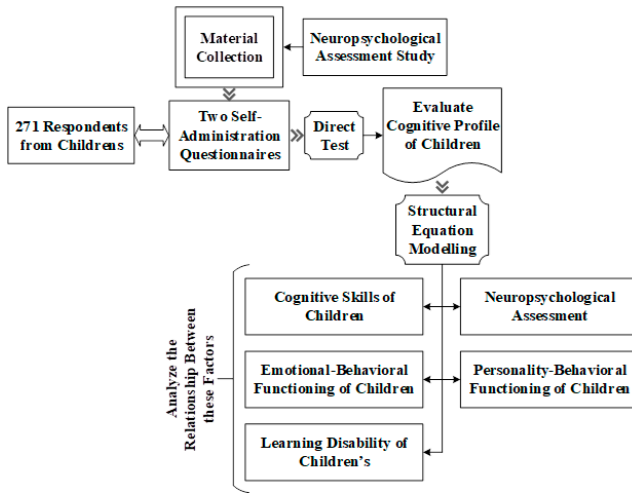 Material
Collection
Neuropsychological
Assessment Study
271 Respondents
from Childrens
Two Self-
Administration
Questionnaires
Direct
Test
Evaluate
Cognitive Profile
of Children
Structural
Equation
Modelling
Analyze the
Relationship Between
these Factors
Cognitive Skills of
Children
Neuropsychological
Assessment
Emotional-Behavioral
Functioning of Children
Personality-Behavioral
Functioning of Children
Learning Disability of
Children's